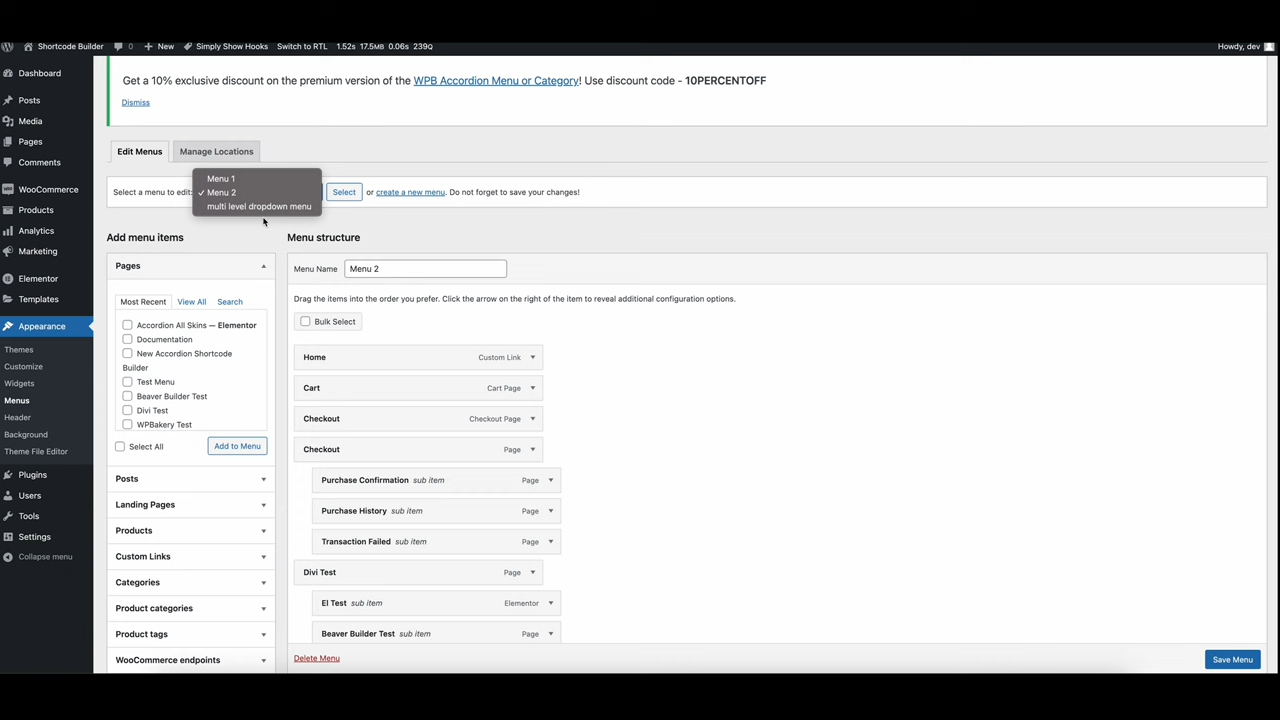 Shortcode Builder 0 New Simply Show Hooks Switch to RTL 1.52s 17.5MB 0.06s 239Q Howdy, dev
Dashboard
Posts
Media
Pages
Comments
WooCommerce
Products
Analytics
Marketing
Elementor
Templates
Appearance
Themes
Customize
Widgets
Menus
Header
Background
Theme File Editor
Plugins
Users
Tools
Settings
Collapse menu
Get a 10% exclusive discount on the premium version of the WPB Accordion Menu or Category! Use discount code - 10PERCENTOFF
Dismiss
Edit Menus Manage Locations
Select a menu to edit: Select or create a new menu. Do not forget to save your changes!
Menu 1
Menu 2
multi level dropdown menu
Add menu items
Pages
Most Recent View All Search
Accordion All Skins — Elementor
Documentation
New Accordion Shortcode
Builder
Test Menu
Beaver Builder Test
Divi Test
WPBakery Test
Select All Add to Menu
Posts
Landing Pages
Products
Custom Links
Categories
Product categories
Product tags
WooCommerce endpoints
Menu structure
Menu Name Menu 2
Drag the items into the order you prefer. Click the arrow on the right of the item to reveal additional configuration options.
Bulk Select
Home Custom Link
Cart Cart Page
Checkout Checkout Page
Checkout Page
Purchase Confirmation sub item Page
Purchase History sub item Page
Transaction Failed sub item Page
Divi Test Page
El Test sub item Elementor
Beaver Builder Test sub item Page
Delete Menu Save Menu